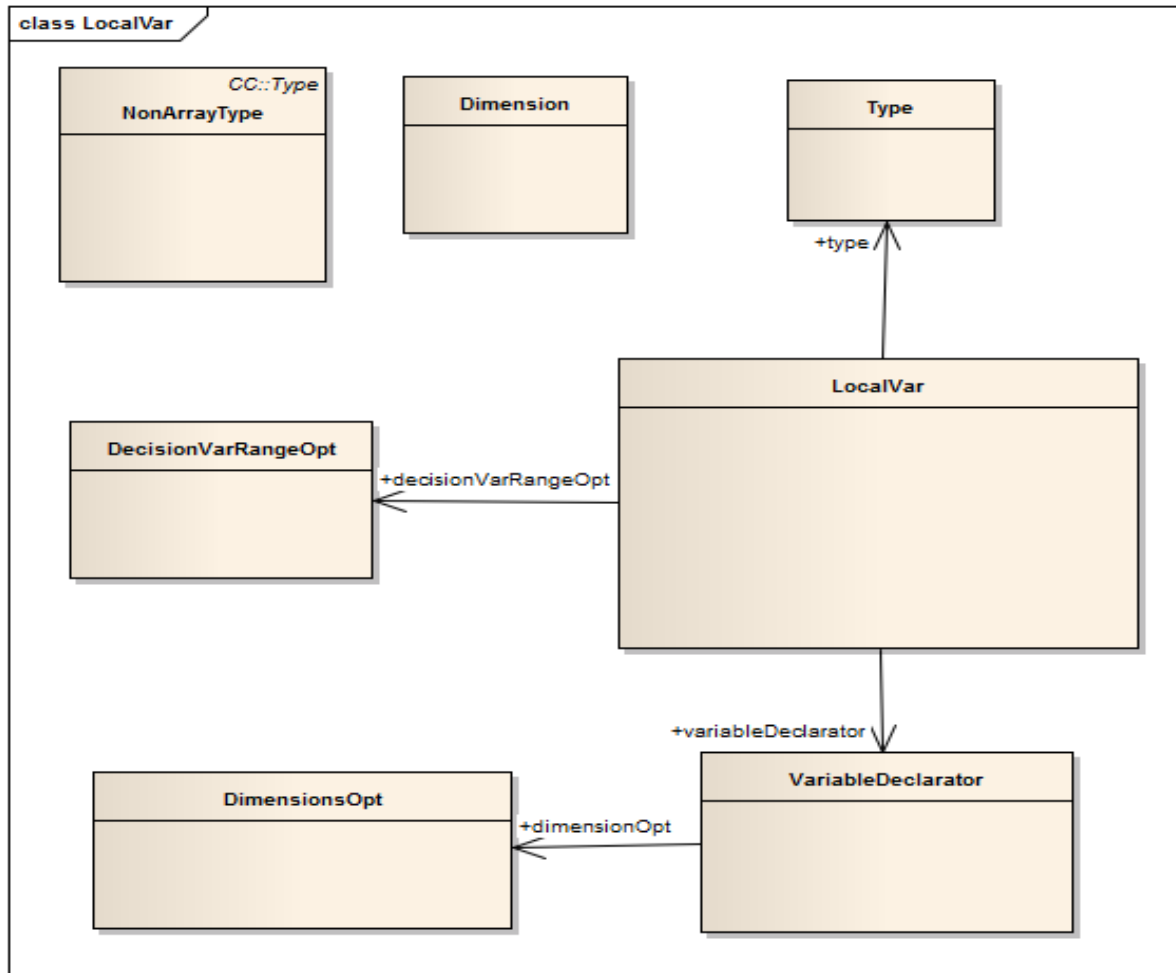 class LocalVar
CC::Type
NonArrayType
Dimension
Type
+type
LocalVar
DecisionVarRangeOpt
+decisionVarRangeOpt
+variableDeclarator
VariableDeclarator
DimensionsOpt
+dimensionOpt